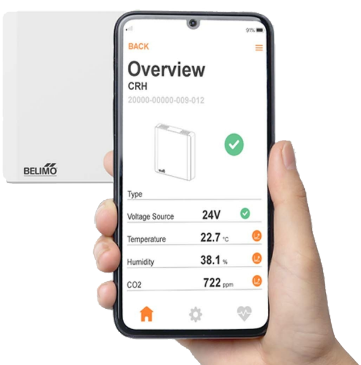 91%
BACK
Overview
CRH
20000-00000-009-012
Type
Voltage Source 24V
Temperature 22.7 °C
Humidity 38.1 %
CO2 722 ppm
BELIMO